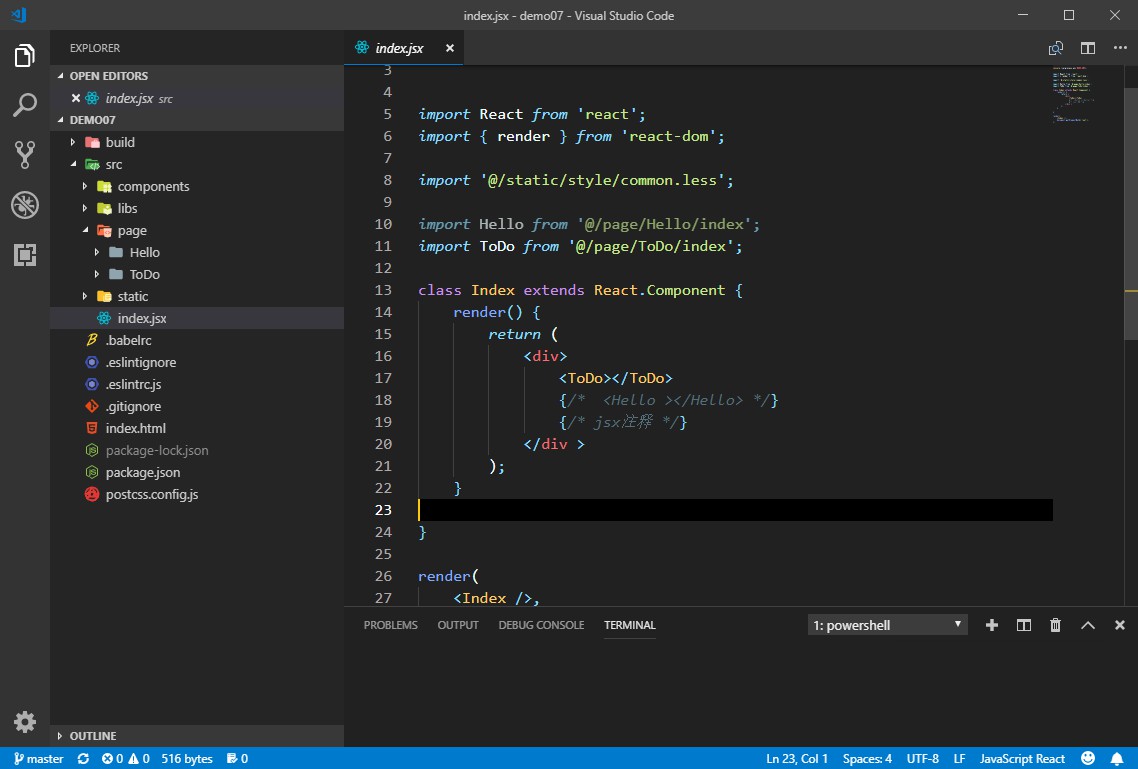 index.jsx - demo07 - Visual Studio Code
EXPLORER
OPEN EDITORS
index.jsx src
DEMO07
build
src
components
libs
page
Hello
ToDo
static
index.jsx
.babelrc
.eslintignore
.eslintrc.js
.gitignore
index.html
package-lock.json
package.json
postcss.config.js
OUTLINE
index.jsx
3
4
5 import React from 'react';
6 import { render } from 'react-dom';
7
8 import '@/static/style/common.less';
9
10 import Hello from '@/page/Hello/index';
11 import ToDo from '@/page/ToDo/index';
12
13 class Index extends React.Component {
14 render() {
15 return (
16 <div>
17 <ToDo></ToDo>
18 {/*  <Hello ></Hello> */}
19 {/* jsx注释 */}
20 </div >
21 );
22 }
23
24 }
25
26 render(
27 <Index />,
PROBLEMS OUTPUT DEBUG CONSOLE TERMINAL 1: powershell
master 0 0 516 bytes 0 Ln 23, Col 1 Spaces: 4 UTF-8 LF JavaScript React